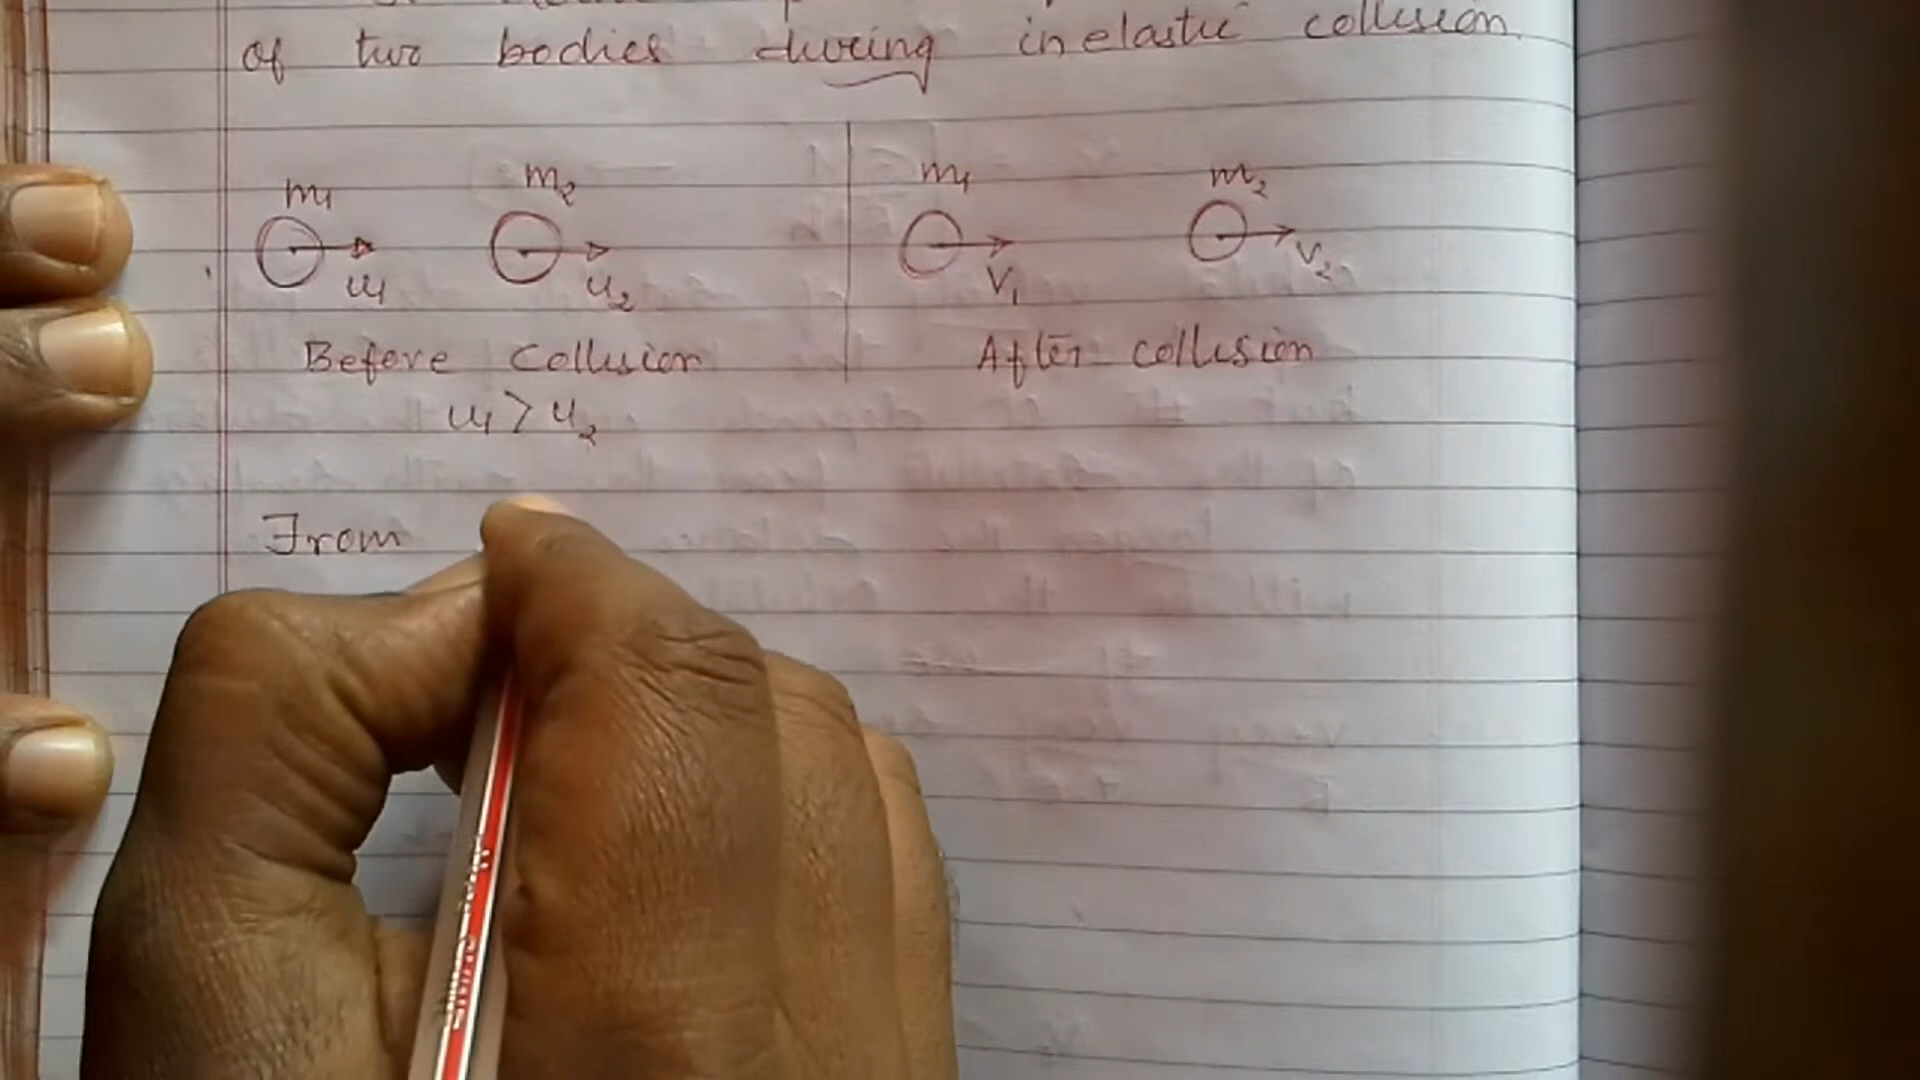 of two bodies during inelastic collision.
m₁ m₂ m₁ m₂
u₁ u₂ V₁ V₂
Before Collision After collision
u₁ > u₂
From